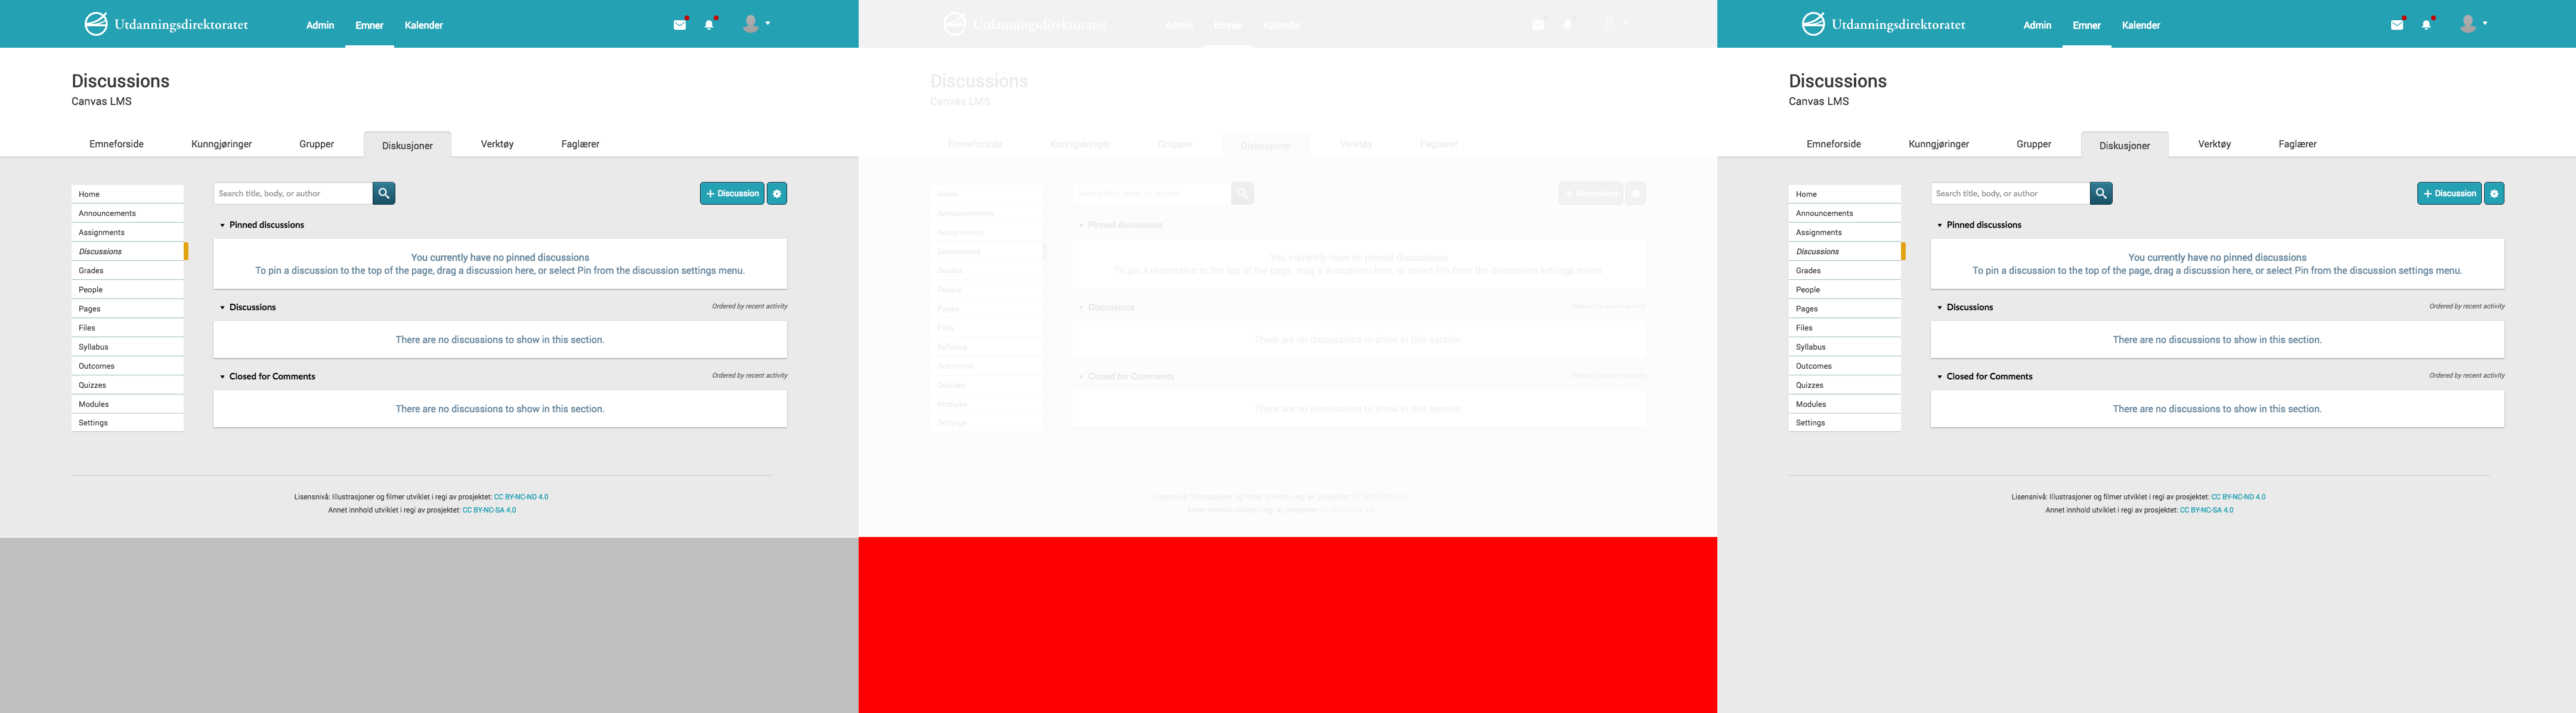 Utdanningsdirektoratet Admin Emner Kalender
Discussions
Canvas LMS
Emneforside Kunngjøringer Grupper Diskusjoner Verktøy Faglærer
Home
Announcements
Assignments
Discussions
Grades
People
Pages
Files
Syllabus
Outcomes
Quizzes
Modules
Settings
Search title, body, or author
+ Discussion
Pinned discussions
You currently have no pinned discussions
To pin a discussion to the top of the page, drag a discussion here, or select Pin from the discussion settings menu.
Discussions Ordered by recent activity
There are no discussions to show in this section.
Closed for Comments Ordered by recent activity
There are no discussions to show in this section.
Lisensnivå: Illustrasjoner og filmer utviklet i regi av prosjektet: CC BY-NC-ND 4.0
Annet innhold utviklet i regi av prosjektet: CC BY-NC-SA 4.0
Utdanningsdirektoratet Admin Emner Kalender
Discussions
Canvas LMS
Emneforside Kunngjøringer Grupper Diskusjoner Verktøy Faglærer
Home
Announcements
Assignments
Discussions
Grades
People
Pages
Files
Syllabus
Outcomes
Quizzes
Modules
Settings
Search title, body, or author
+ Discussion
Pinned discussions
You currently have no pinned discussions
To pin a discussion to the top of the page, drag a discussion here, or select Pin from the discussion settings menu.
Discussions Ordered by recent activity
There are no discussions to show in this section.
Closed for Comments Ordered by recent activity
There are no discussions to show in this section.
Lisensnivå: Illustrasjoner og filmer utviklet i regi av prosjektet: CC BY-NC-ND 4.0
Annet innhold utviklet i regi av prosjektet: CC BY-NC-SA 4.0
Utdanningsdirektoratet Admin Emner Kalender
Discussions
Canvas LMS
Emneforside Kunngjøringer Grupper Diskusjoner Verktøy Faglærer
Home
Announcements
Assignments
Discussions
Grades
People
Pages
Files
Syllabus
Outcomes
Quizzes
Modules
Settings
Search title, body, or author
+ Discussion
Pinned discussions
You currently have no pinned discussions
To pin a discussion to the top of the page, drag a discussion here, or select Pin from the discussion settings menu.
Discussions Ordered by recent activity
There are no discussions to show in this section.
Closed for Comments Ordered by recent activity
There are no discussions to show in this section.
Lisensnivå: Illustrasjoner og filmer utviklet i regi av prosjektet: CC BY-NC-ND 4.0
Annet innhold utviklet i regi av prosjektet: CC BY-NC-SA 4.0